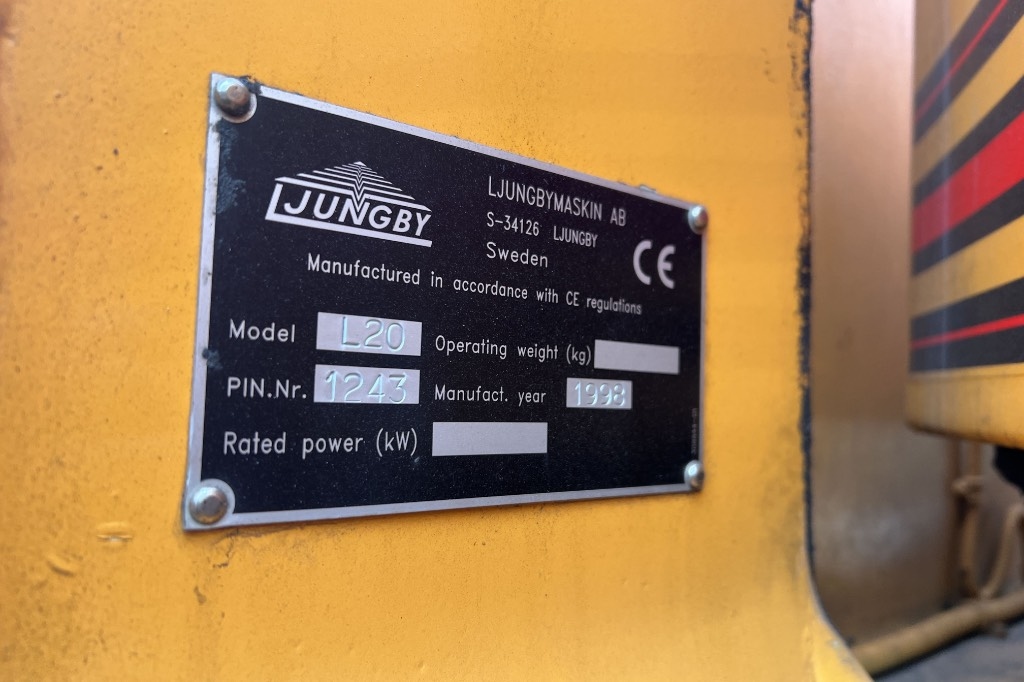 LJUNGBY
LJUNGBYMASKIN AB
S-34126 LJUNGBY
Sweden
CE
Manufactured in accordance with CE regulations
Model L20 Operating weight (kg)
PIN.Nr. 1243 Manufact. year 1998
Rated power (kW)